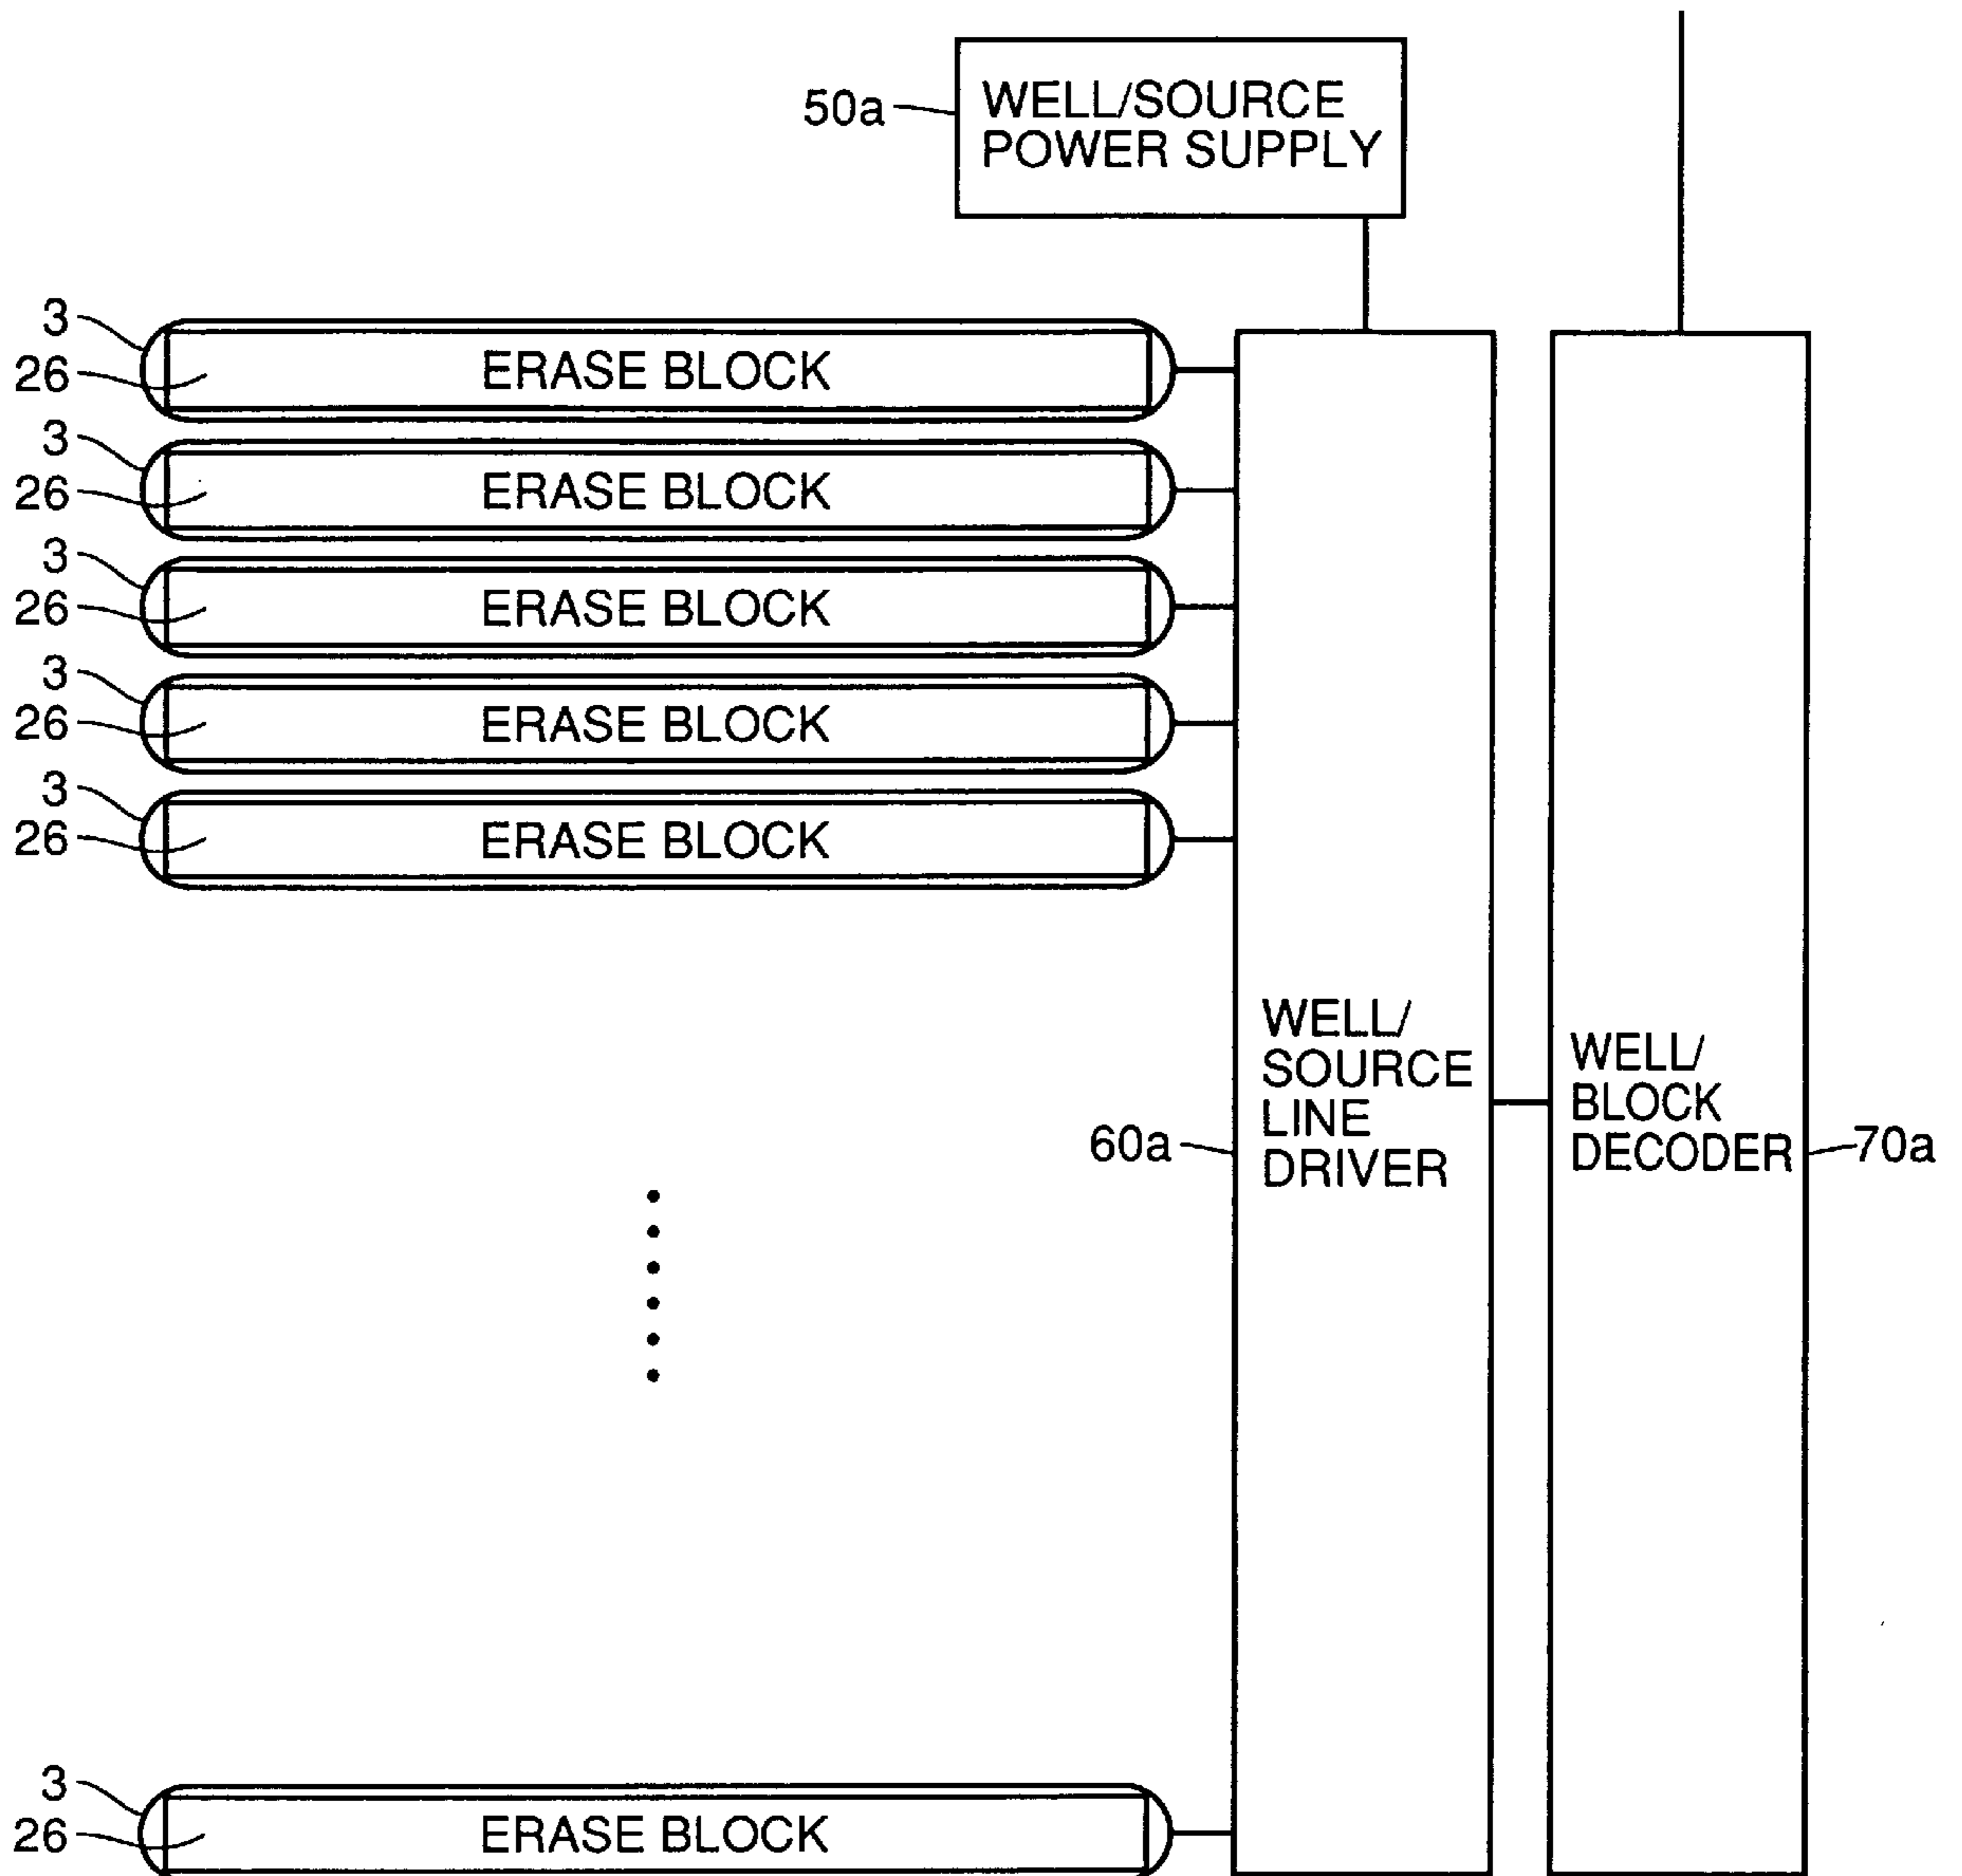 50a
WELL/SOURCE
POWER SUPPLY
3
26
ERASE BLOCK
3
26
ERASE BLOCK
3
26
ERASE BLOCK
3
26
ERASE BLOCK
3
26
ERASE BLOCK
WELL/
SOURCE
LINE
DRIVER
60a
WELL/
BLOCK
DECODER
70a
3
26
ERASE BLOCK